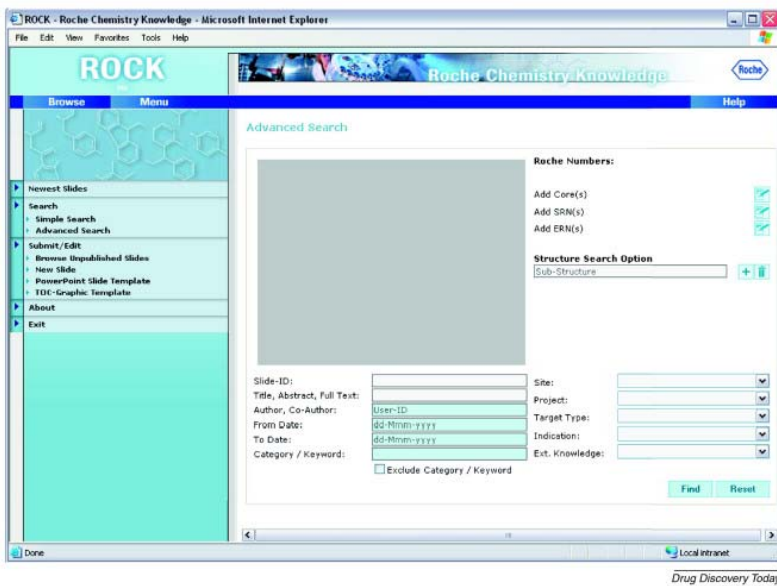 ROCK - Roche Chemistry Knowledge - Microsoft Internet Explorer
File Edit View Favorites Tools Help
ROCK
Roche Chemistry Knowledge
Roche
Browse Menu Help
Newest Slides
Search
Simple Search
Advanced Search
Submit/Edit
Browse Unpublished Slides
New Slide
PowerPoint Slide Template
TOC-Graphic Template
About
Exit
Advanced Search
Roche Numbers:
Add Core(s)
Add SRN(s)
Add ERN(s)
Structure Search Option
Sub-Structure
Slide-ID:
Title, Abstract, Full Text:
Author, Co-Author: User-ID
From Date: dd-Mmm-yyyy
To Date: dd-Mmm-yyyy
Category / Keyword:
Exclude Category / Keyword
Site:
Project:
Target Type:
Indication:
Ext. Knowledge:
Find Reset
Done Local intranet
Drug Discovery Today